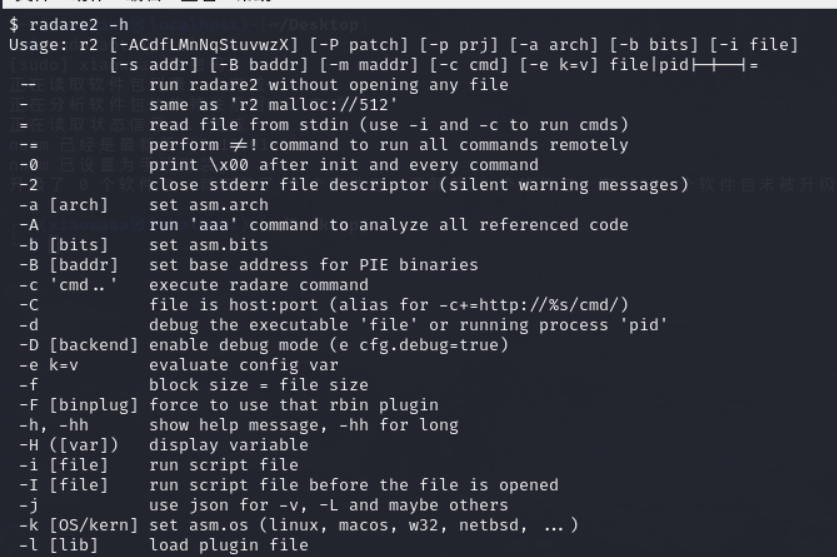 $ radare2 -h
Usage: r2 [-ACdfLMnNqStuvwzX] [-P patch] [-p prj] [-a arch] [-b bits] [-i file]
[-s addr] [-B baddr] [-m maddr] [-c cmd] [-e k=v] file|pid|-|--|=
-- run radare2 without opening any file
- same as 'r2 malloc://512'
= read file from stdin (use -i and -c to run cmds)
-= perform =! command to run all commands remotely
-0 print \x00 after init and every command
-2 close stderr file descriptor (silent warning messages)
-a [arch] set asm.arch
-A run 'aaa' command to analyze all referenced code
-b [bits] set asm.bits
-B [baddr] set base address for PIE binaries
-c 'cmd..' execute radare command
-C file is host:port (alias for -c+=http://%s/cmd/)
-d debug the executable 'file' or running process 'pid'
-D [backend] enable debug mode (e cfg.debug=true)
-e k=v evaluate config var
-f block size = file size
-F [binplug] force to use that rbin plugin
-h, -hh show help message, -hh for long
-H ([var]) display variable
-i [file] run script file
-I [file] run script file before the file is opened
-j use json for -v, -L and maybe others
-k [OS/kern] set asm.os (linux, macos, w32, netbsd, ...)
-l [lib] load plugin file